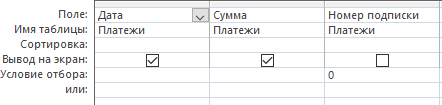 Поле: Дата Сумма Номер подписки
Имя таблицы: Платежи Платежи Платежи
Сортировка:
Вывод на экран:
Условие отбора: 0
или: